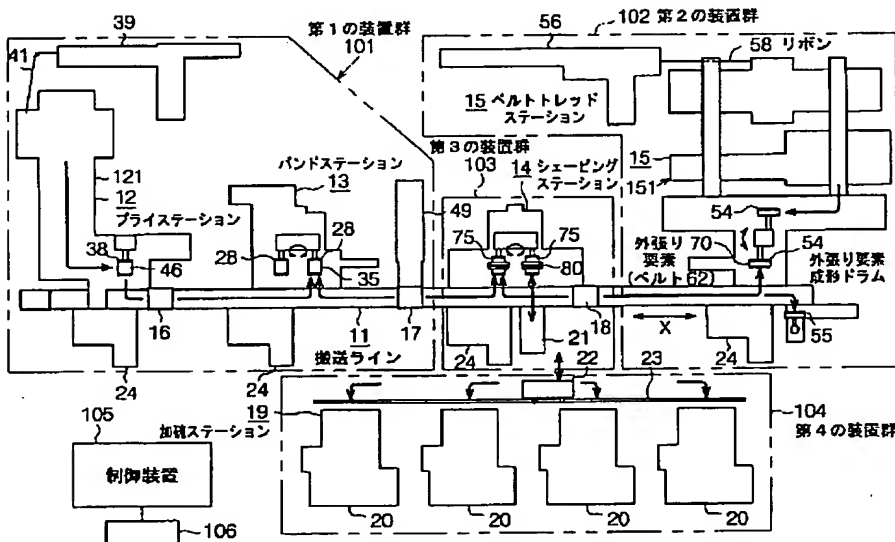 39
第1の装置群
101
56
102 第2の装置群
58 リボン
41
15 ベルトトレッド
ステーション
第3の装置群
103
バンドステーション
13
14 シェーピング
ステーション
121
12
プライステーション
49
15
151
54
38
46
28
28
35
75
75
80
外張り
要素
(ベルト62)
70
54
外張り要素
成形ドラム
16
11
搬送ライン
17
18
X
55
24
24
24
21
24
22
23
19
加硫ステーション
104
第4の装置群
105
制御装置
106
20
20
20
20